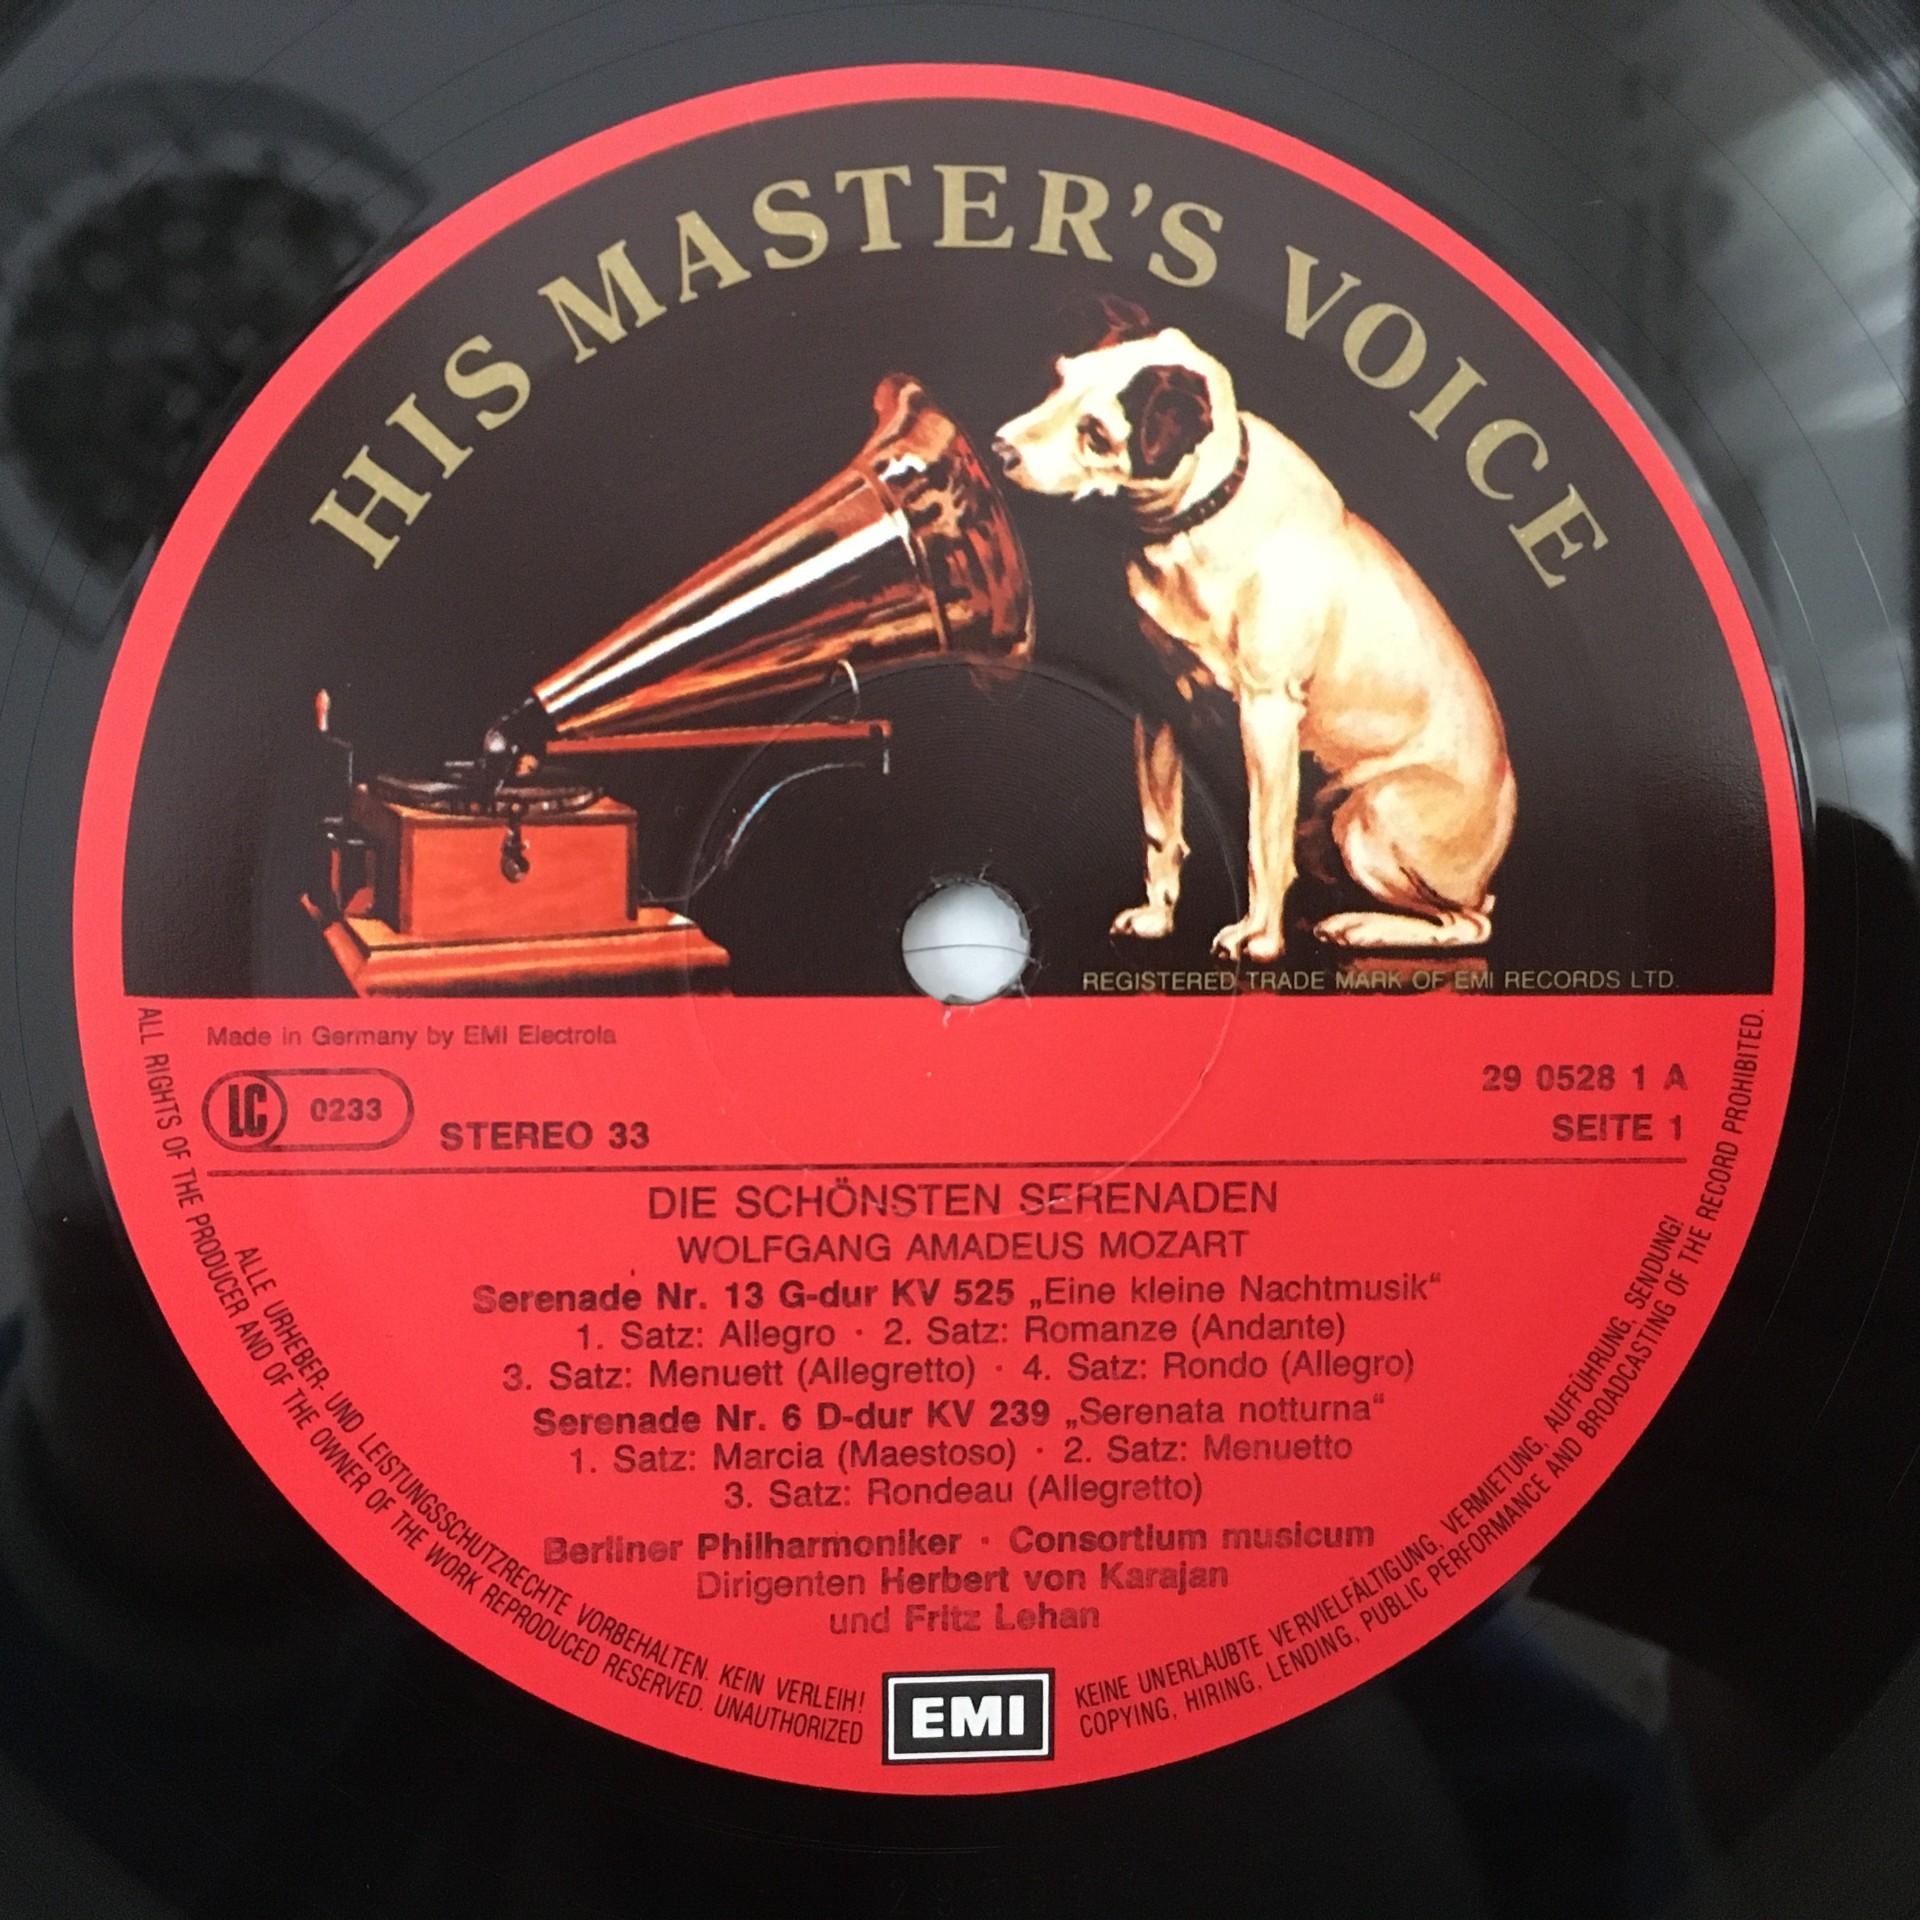 HIS MASTER'S VOICE
REGISTERED TRADE MARK OF EMI RECORDS LTD.
Made in Germany by EMI Electrola
LC 0233
STEREO 33
29 0528 1 A
SEITE 1
DIE SCHÖNSTEN SERENADEN
WOLFGANG AMADEUS MOZART
Serenade Nr. 13 G-dur KV 525 „Eine kleine Nachtmusik“
1. Satz: Allegro · 2. Satz: Romanze (Andante)
3. Satz: Menuett (Allegretto) · 4. Satz: Rondo (Allegro)
Serenade Nr. 6 D-dur KV 239 „Serenata notturna“
1. Satz: Marcia (Maestoso) · 2. Satz: Menuetto
3. Satz: Rondeau (Allegretto)
Berliner Philharmoniker · Consortium musicum
Dirigenten Herbert von Karajan
und Fritz Lehan
EMI
ALLE URHEBER- UND LEISTUNGSSCHUTZRECHTE VORBEHALTEN. KEIN VERLEIH! KEINE UNERLAUBTE VERVIELFÄLTIGUNG, VERMIETUNG, AUFFÜHRUNG, SENDUNG!
ALL RIGHTS OF THE PRODUCER AND OF THE OWNER OF THE WORK REPRODUCED RESERVED. UNAUTHORIZED COPYING, HIRING, LENDING, PUBLIC PERFORMANCE AND BROADCASTING OF THE RECORD PROHIBITED.